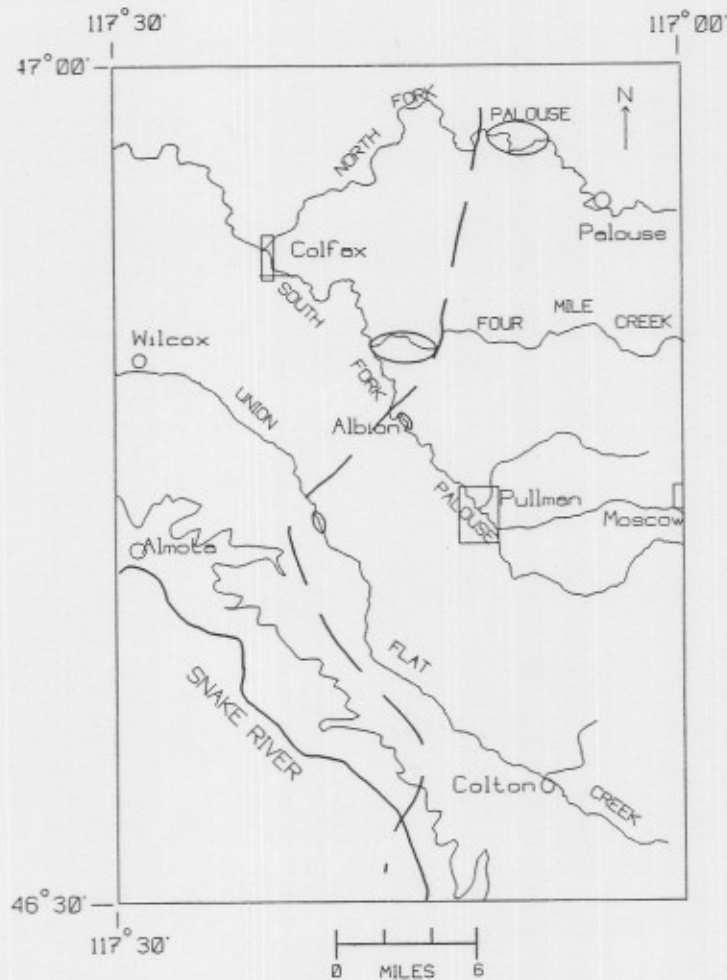 117°30' 117°00'
47°00'
NORTH FORK PALOUSE
N
Palouse
Colfax
SOUTH FORK PALOUSE
FOUR MILE CREEK
Wilcox
UNION FLAT CREEK
Albion
Pullman
Moscow
Almota
SNAKE RIVER
Colton
46°30'
117°30'
0 6
MILES